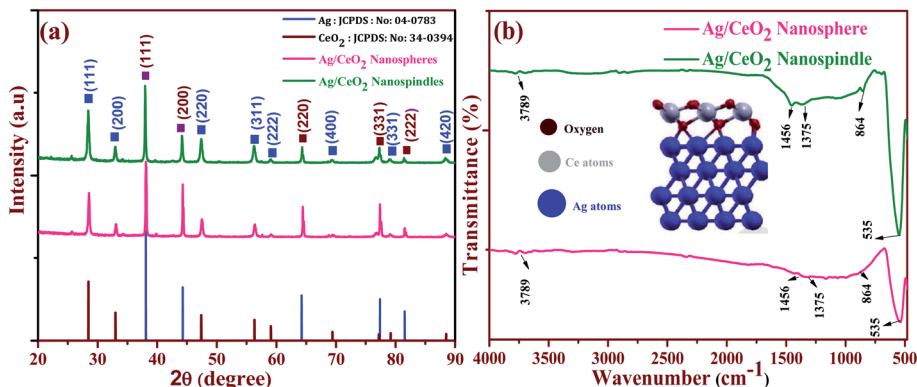 (a)
Ag : JCPDS : No: 04-0783
CeO2 : JCPDS: No: 34-0394
Ag/CeO2 Nanospheres
Ag/CeO2 Nanospindles
(111)
(200)
(111)
(200)
(220)
(311)
(222)
(220)
(400)
(331)
(331)
(222)
(420)
Intensity (a.u)
20 30 40 50 60 70 80 90
2θ (degree)
(b)
Ag/CeO2 Nanosphere
Ag/CeO2 Nanospindle
3789
1456
1375
864
535
Oxygen
Ce atoms
Ag atoms
3789
1456
1375
864
535
Transmittance (%)
4000 3500 3000 2500 2000 1500 1000 500
Wavenumber (cm-1)